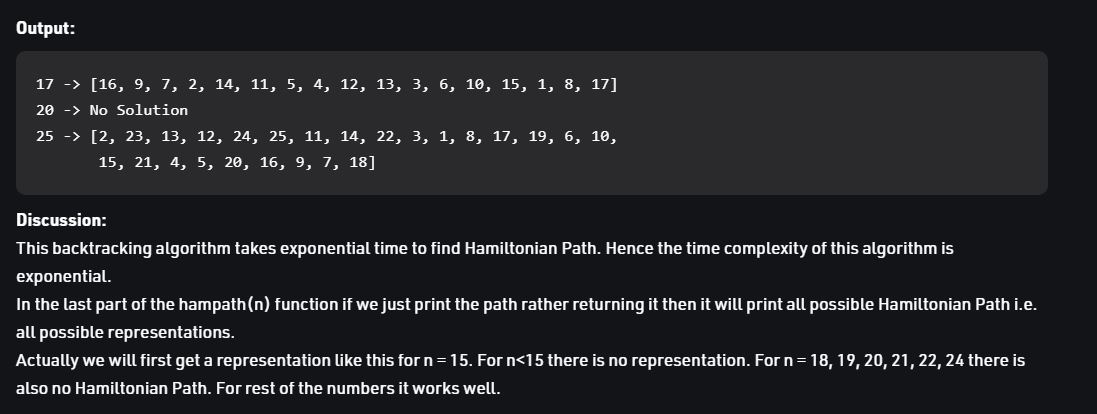 Output:
17 -> [16, 9, 7, 2, 14, 11, 5, 4, 12, 13, 3, 6, 10, 15, 1, 8, 17]
20 -> No Solution
25 -> [2, 23, 13, 12, 24, 25, 11, 14, 22, 3, 1, 8, 17, 19, 6, 10,
15, 21, 4, 5, 20, 16, 9, 7, 18]
Discussion:
This backtracking algorithm takes exponential time to find Hamiltonian Path. Hence the time complexity of this algorithm is
exponential.
In the last part of the hampath(n) function if we just print the path rather returning it then it will print all possible Hamiltonian Path i.e.
all possible representations.
Actually we will first get a representation like this for n = 15. For n<15 there is no representation. For n = 18, 19, 20, 21, 22, 24 there is
also no Hamiltonian Path. For rest of the numbers it works well.